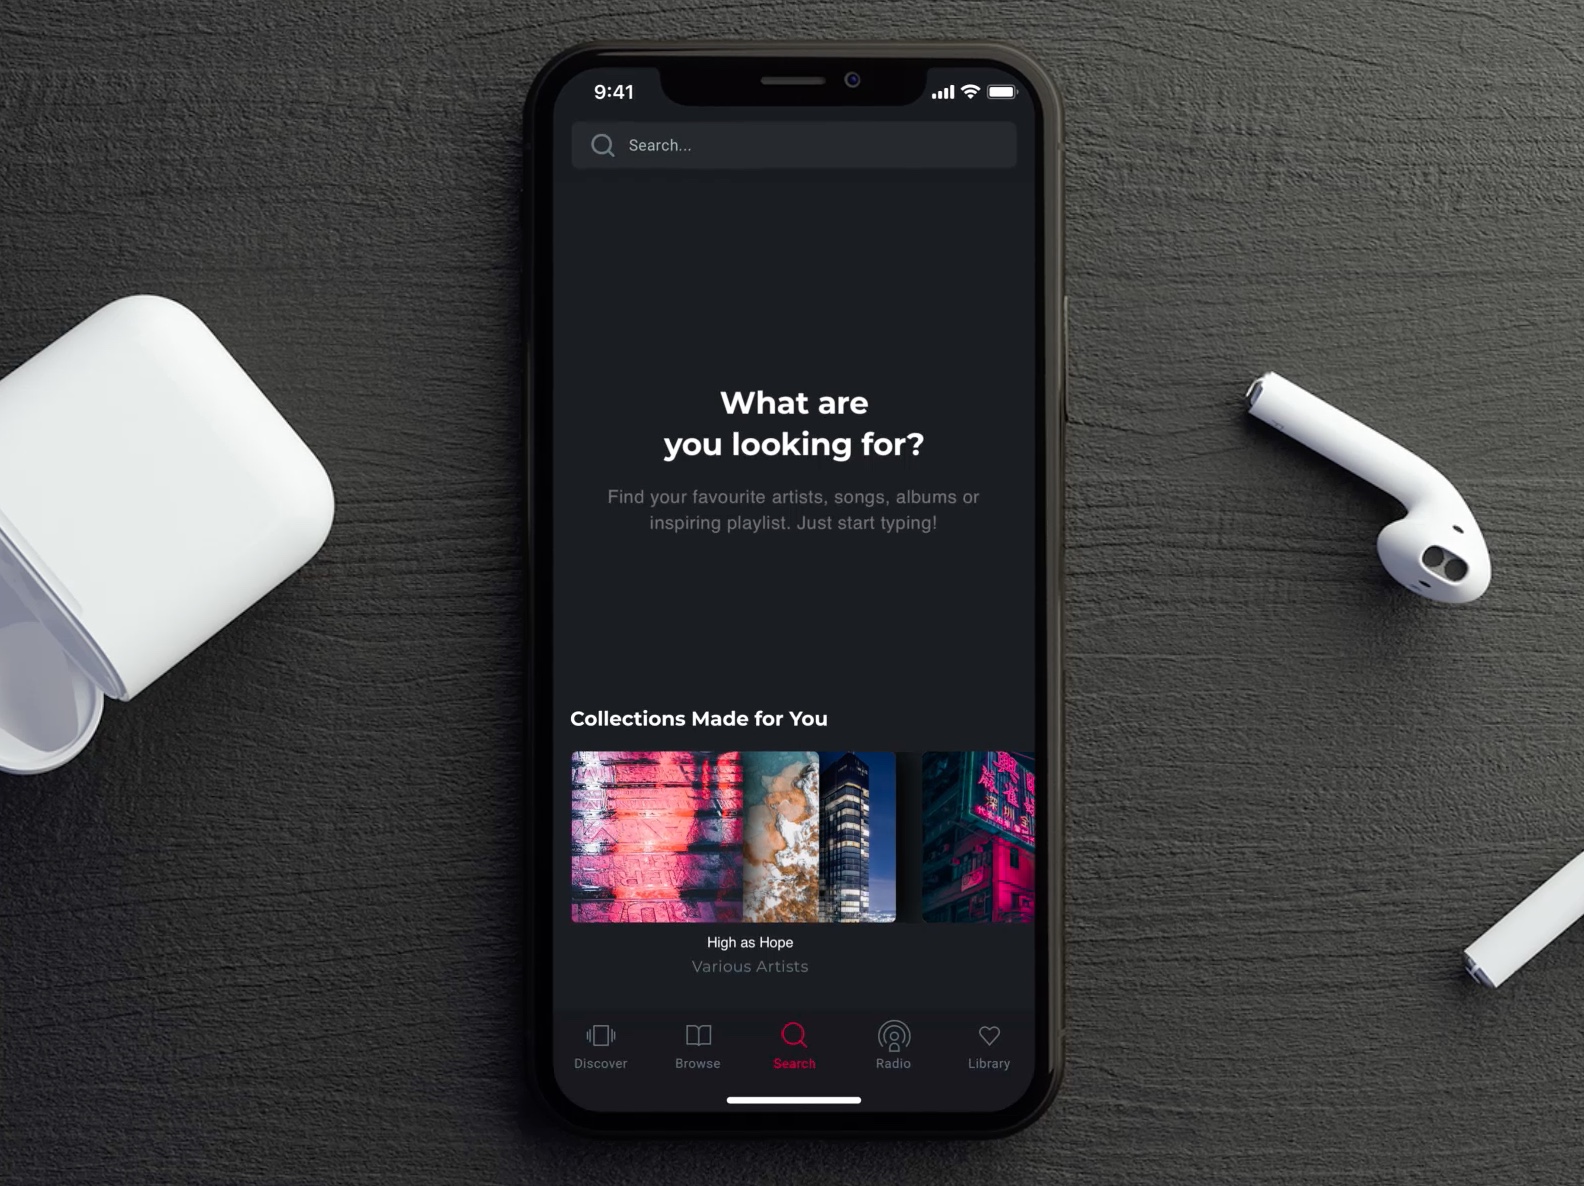 9:41
Search...
What are
you looking for?
Find your favourite artists, songs, albums or
inspiring playlist. Just start typing!
Collections Made for You
High as Hope
Various Artists
Discover
Browse
Search
Radio
Library